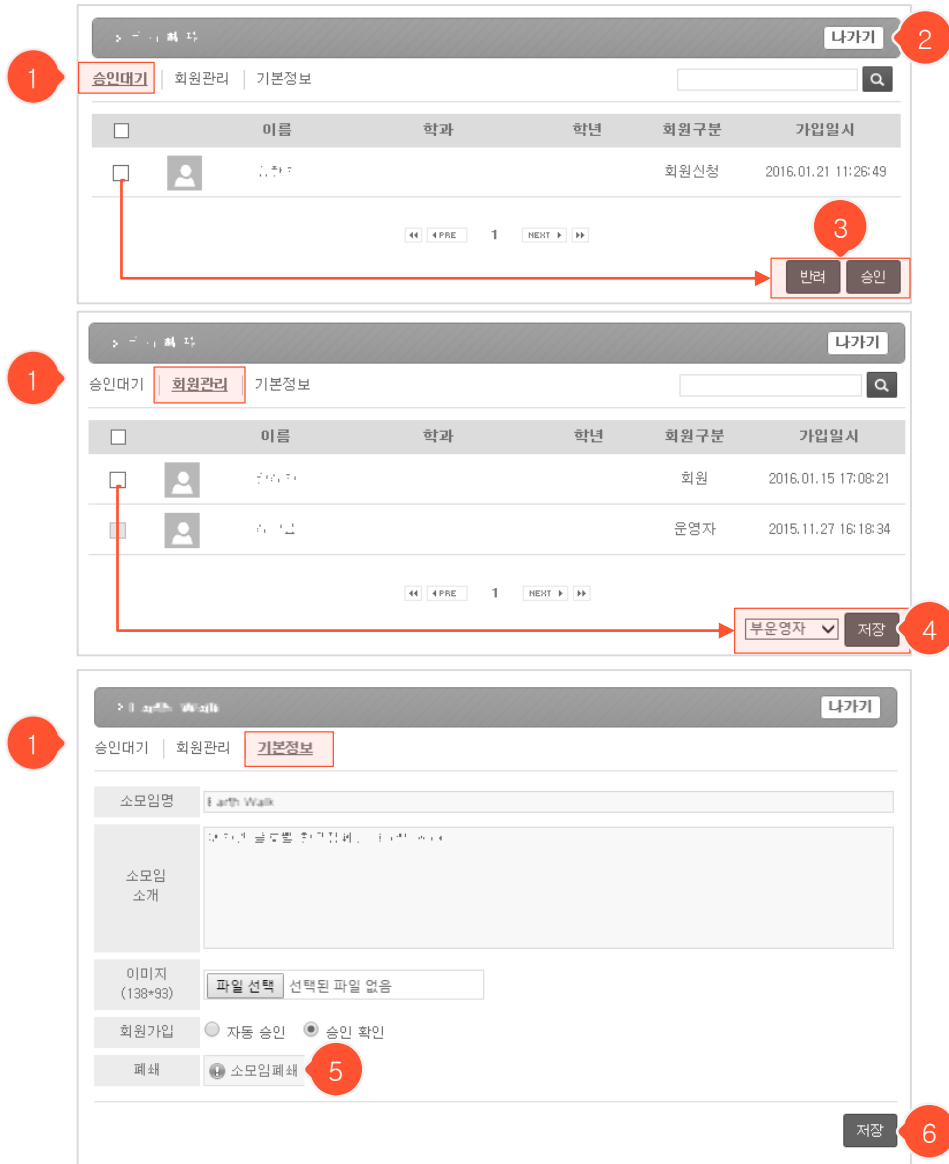 나가기
2
1
승인대기 회원관리 기본정보
이름 학과 학년 회원구분 가입일시
회원신청 2016.01.21 11:26:49
PRE 1 NEXT
3
반려 승인
나가기
1
승인대기 회원관리 기본정보
이름 학과 학년 회원구분 가입일시
회원 2016.01.15 17:08:21
운영자 2015.11.27 16:18:34
PRE 1 NEXT
부운영자 저장 4
Earth Walk 나가기
1
승인대기 회원관리 기본정보
소모임명 Earth Walk
소모임
소개
이미지
(138*93)
파일 선택 선택된 파일 없음
회원가입 자동 승인 승인 확인
폐쇄 소모임폐쇄 5
저장 6